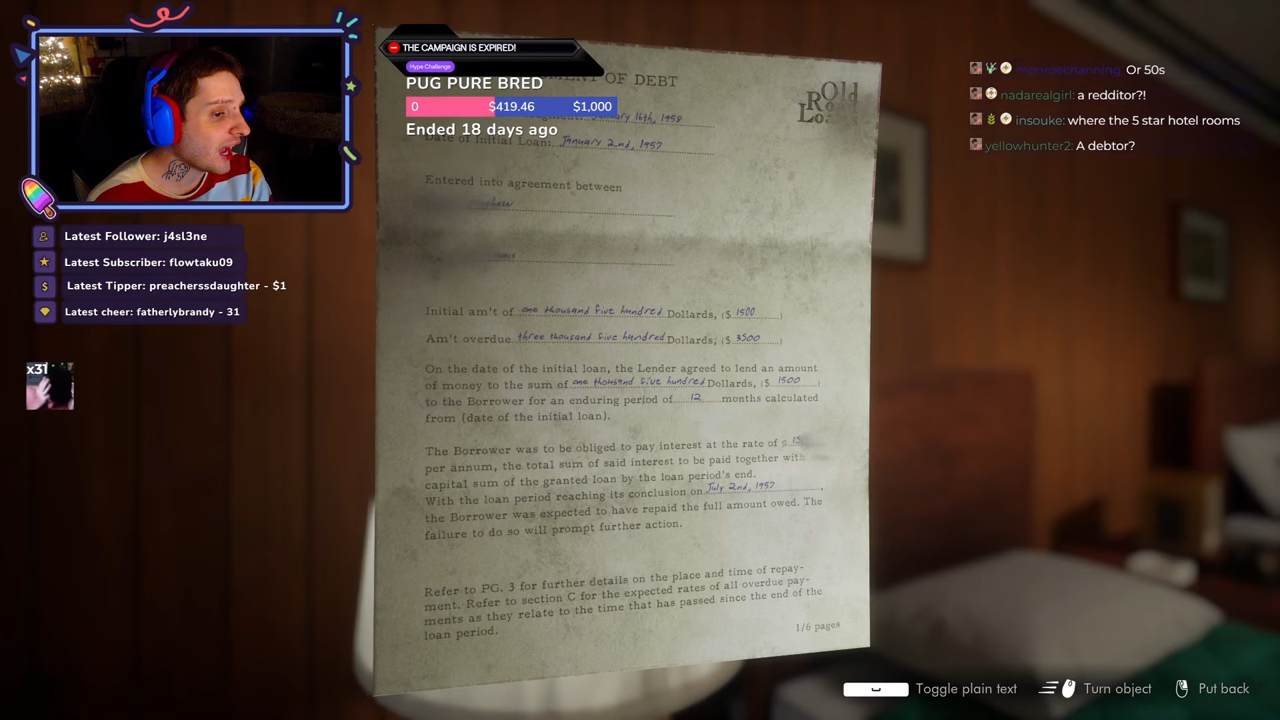 THE CAMPAIGN IS EXPIRED!
Hype Challenge
PUG PURE BRED
0 $419.46 $1,000
Ended 18 days ago
OF DEBT
Old
Ro
Lo
16th, 1958
Date of Initial Loan: January 2nd, 1957
Entered into agreement between
Initial am't of one thousand five hundred Dollards, ($ 1500 )
Am't overdue three thousand five hundred Dollards, ($ 3500 )
On the date of the initial loan, the Lender agreed to lend an amount
of money to the sum of one thousand five hundred Dollards, ($ 1500 )
to the Borrower for an enduring period of 12 months calculated
from (date of the initial loan).
The Borrower was to be obliged to pay interest at the rate of 15
per annum, the total sum of said interest to be paid together with
capital sum of the granted loan by the loan period's end.
With the loan period reaching its conclusion on July 2nd, 1957,
the Borrower was expected to have repaid the full amount owed. The
failure to do so will prompt further action.
Refer to PG. 3 for further details on the place and time of repay-
ment. Refer to section C for the expected rates of all overdue pay-
ments as they relate to the time that has passed since the end of the
loan period.
1/6 pages
Latest Follower: j4sl3ne
Latest Subscriber: flowtaku09
Latest Tipper: preacherssdaughter - $1
Latest cheer: fatherlybrandy - 31
x31
Or 50s
nadarealgirl: a redditor?!
insouke: where the 5 star hotel rooms
yellowhunter2: A debtor?
Toggle plain text
Turn object
Put back